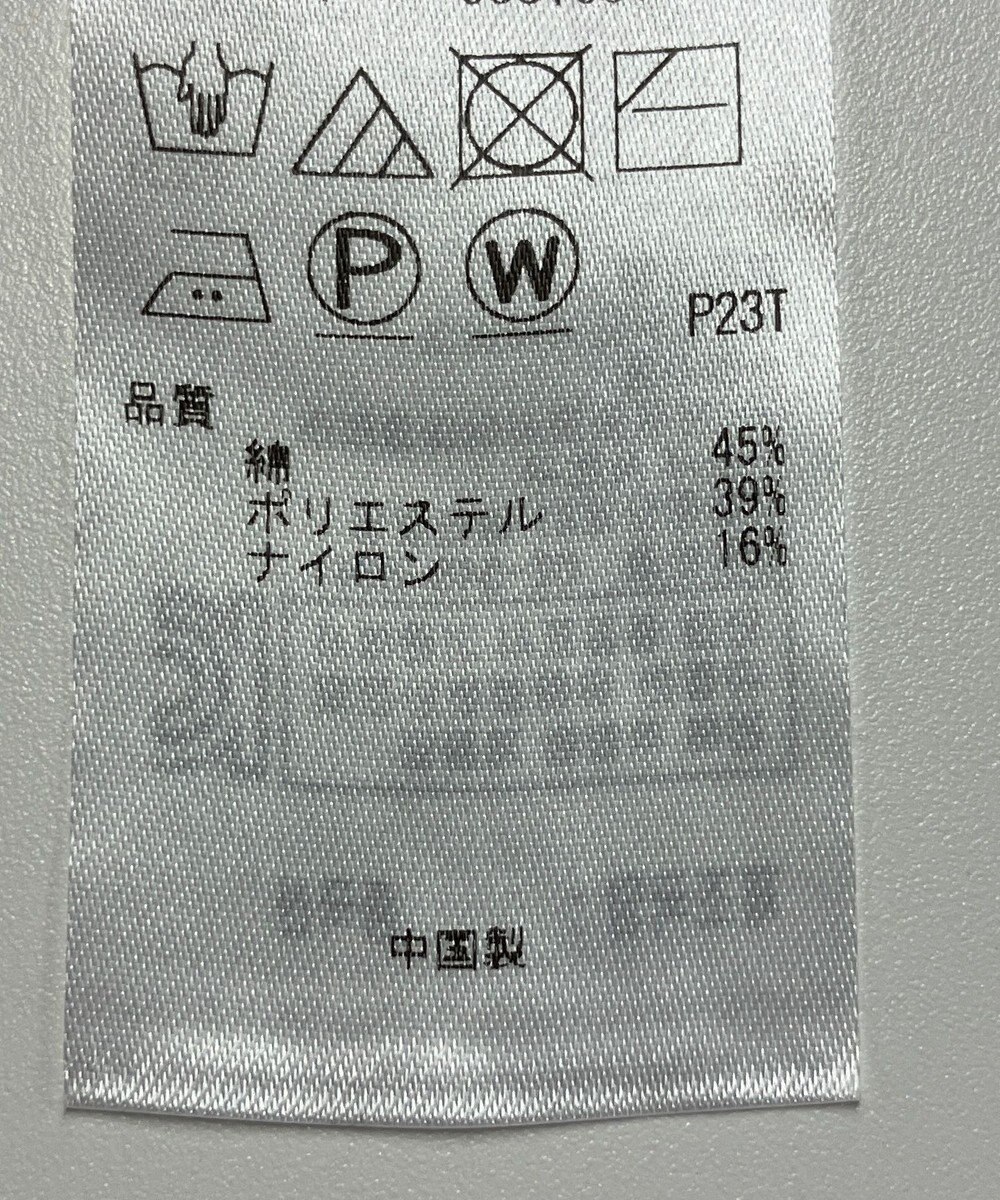 P W P23T
品質
綿 45%
ポリエステル 39%
ナイロン 16%
中国製